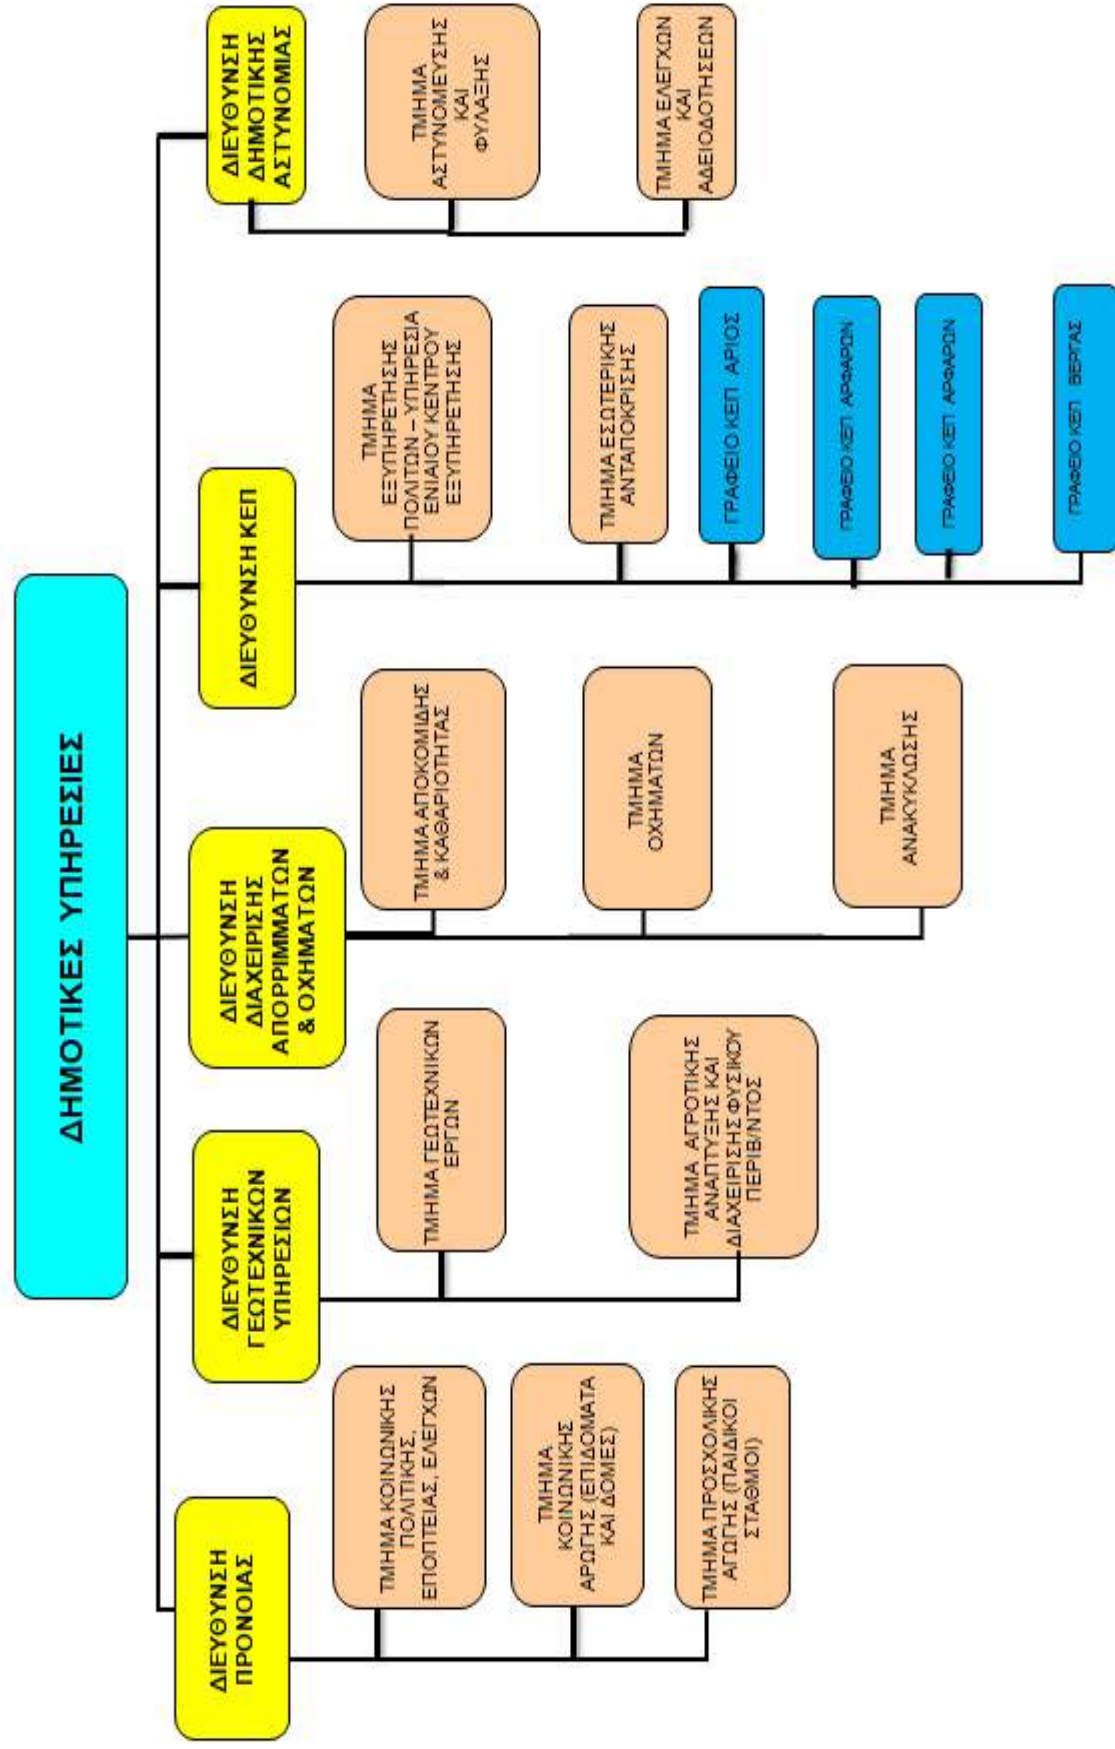 ΔΗΜΟΤΙΚΕΣ ΥΠΗΡΕΣΙΕΣ
ΔΙΕΥΘΥΝΣΗ
ΠΡΟΝΟΙΑΣ
ΤΜΗΜΑ ΚΟΙΝΩΝΙΚΗΣ
ΠΟΛΙΤΙΚΗΣ,
ΕΠΟΠΤΕΙΑΣ, ΕΛΕΓΧΩΝ
ΤΜΗΜΑ
ΚΟΙΝΩΝΙΚΗΣ
ΑΡΩΓΗΣ (ΕΠΙΔΟΜΑΤΑ
ΚΑΙ ΔΟΜΕΣ)
ΤΜΗΜΑ ΠΡΟΣΧΟΛΙΚΗΣ
ΑΓΩΓΗΣ (ΠΑΙΔΙΚΟΙ
ΣΤΑΘΜΟΙ)
ΔΙΕΥΘΥΝΣΗ
ΓΕΩΤΕΧΝΙΚΩΝ
ΥΠΗΡΕΣΙΩΝ
ΤΜΗΜΑ ΓΕΩΤΕΧΝΙΚΩΝ
ΕΡΓΩΝ
ΤΜΗΜΑ ΑΓΡΟΤΙΚΗΣ
ΑΝΑΠΤΥΞΗΣ ΚΑΙ
ΔΙΑΧΕΙΡΙΣΗΣ ΦΥΣΙΚΟΥ
ΠΕΡΙΒ/ΝΤΟΣ
ΔΙΕΥΘΥΝΣΗ
ΔΙΑΧΕΙΡΙΣΗΣ
ΑΠΟΡΡΙΜΜΑΤΩΝ
& ΟΧΗΜΑΤΩΝ
ΤΜΗΜΑ ΑΠΟΚΟΜΙΔΗΣ
& ΚΑΘΑΡΙΟΤΗΤΑΣ
ΤΜΗΜΑ
ΟΧΗΜΑΤΩΝ
ΤΜΗΜΑ
ΑΝΑΚΥΚΛΩΣΗΣ
ΔΙΕΥΘΥΝΣΗ ΚΕΠ
ΤΜΗΜΑ
ΕΞΥΠΗΡΕΤΗΣΗΣ
ΠΟΛΙΤΩΝ – ΥΠΗΡΕΣΙΑ
ΕΝΙΑΙΟΥ ΚΕΝΤΡΟΥ
ΕΞΥΠΗΡΕΤΗΣΗΣ
ΤΜΗΜΑ ΕΣΩΤΕΡΙΚΗΣ
ΑΝΤΑΠΟΚΡΙΣΗΣ
ΓΡΑΦΕΙΟ ΚΕΠ ΑΡΙΟΣ
ΓΡΑΦΕΙΟ ΚΕΠ ΑΡΦΑΡΩΝ
ΓΡΑΦΕΙΟ ΚΕΠ ΑΡΦΑΡΩΝ
ΓΡΑΦΕΙΟ ΚΕΠ ΒΕΡΓΑΣ
ΔΙΕΥΘΥΝΣΗ
ΔΗΜΟΤΙΚΗΣ
ΑΣΤΥΝΟΜΙΑΣ
ΤΜΗΜΑ
ΑΣΤΥΝΟΜΕΥΣΗΣ
ΚΑΙ
ΦΥΛΑΞΗΣ
ΤΜΗΜΑ ΕΛΕΓΧΩΝ
ΚΑΙ
ΑΔΕΙΟΔΟΤΗΣΕΩΝ